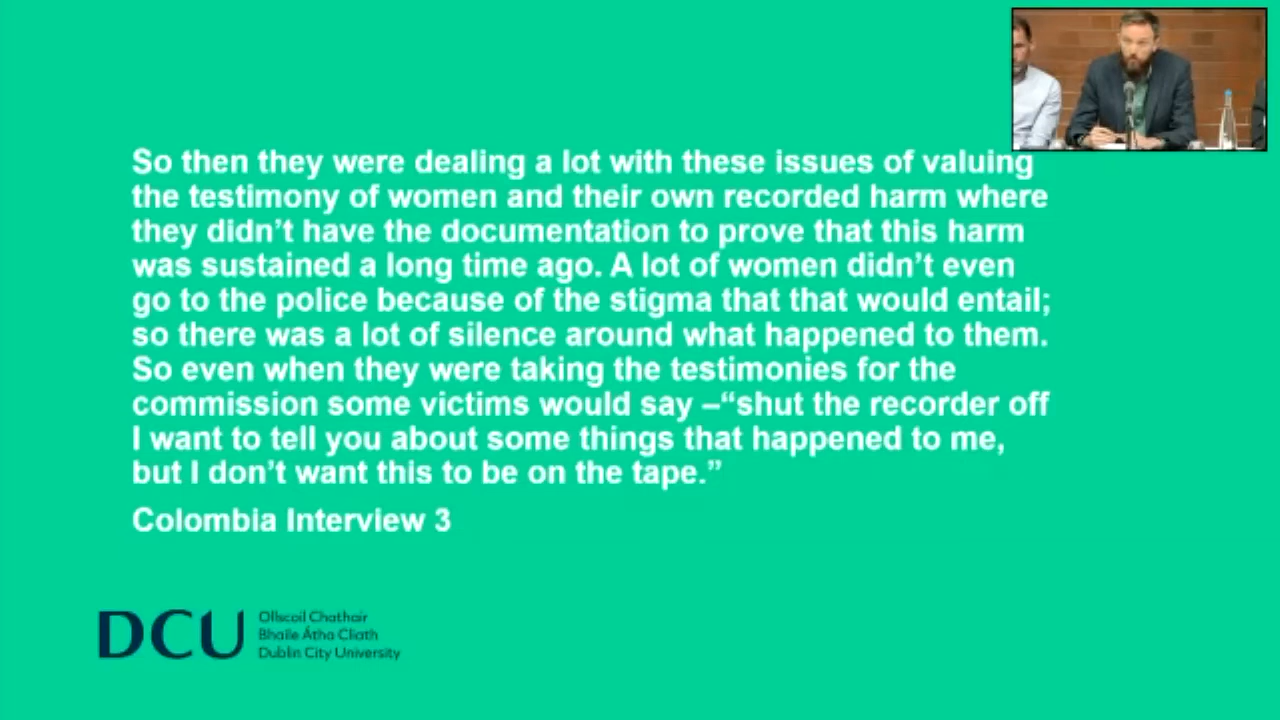 So then they were dealing a lot with these issues of valuing
the testimony of women and their own recorded harm where
they didn’t have the documentation to prove that this harm
was sustained a long time ago. A lot of women didn’t even
go to the police because of the stigma that that would entail;
so there was a lot of silence around what happened to them.
So even when they were taking the testimonies for the
commission some victims would say –“shut the recorder off
I want to tell you about some things that happened to me,
but I don’t want this to be on the tape.”
Colombia Interview 3
DCU
Ollscoil Chathair
Bhaile Átha Cliath
Dublin City University